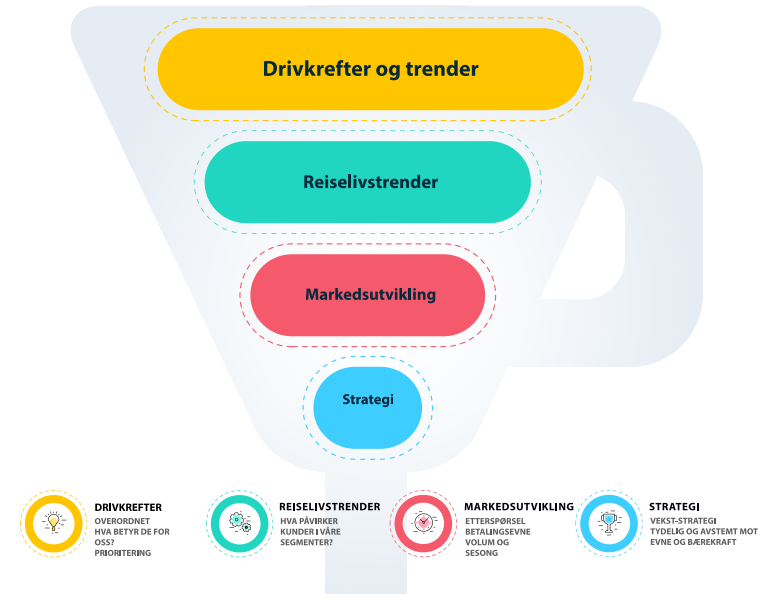 Drivkrefter og trender
Reiselivstrender
Markedsutvikling
Strategi
DRIVKREFTER
OVERORDNET
HVA BETYR DE FOR
OSS?
PRIORITERING
REISELIVSTRENDER
HVA PÅVIRKER
KUNDER I VÅRE
SEGMENTER?
MARKEDSUTVIKLING
ETTERSPØRSEL
BETALINGSEVNE
VOLUM OG
SESONG
STRATEGI
VEKST-STRATEGI
TYDELIG OG AVSTEMT MOT
EVNE OG BÆREKRAFT